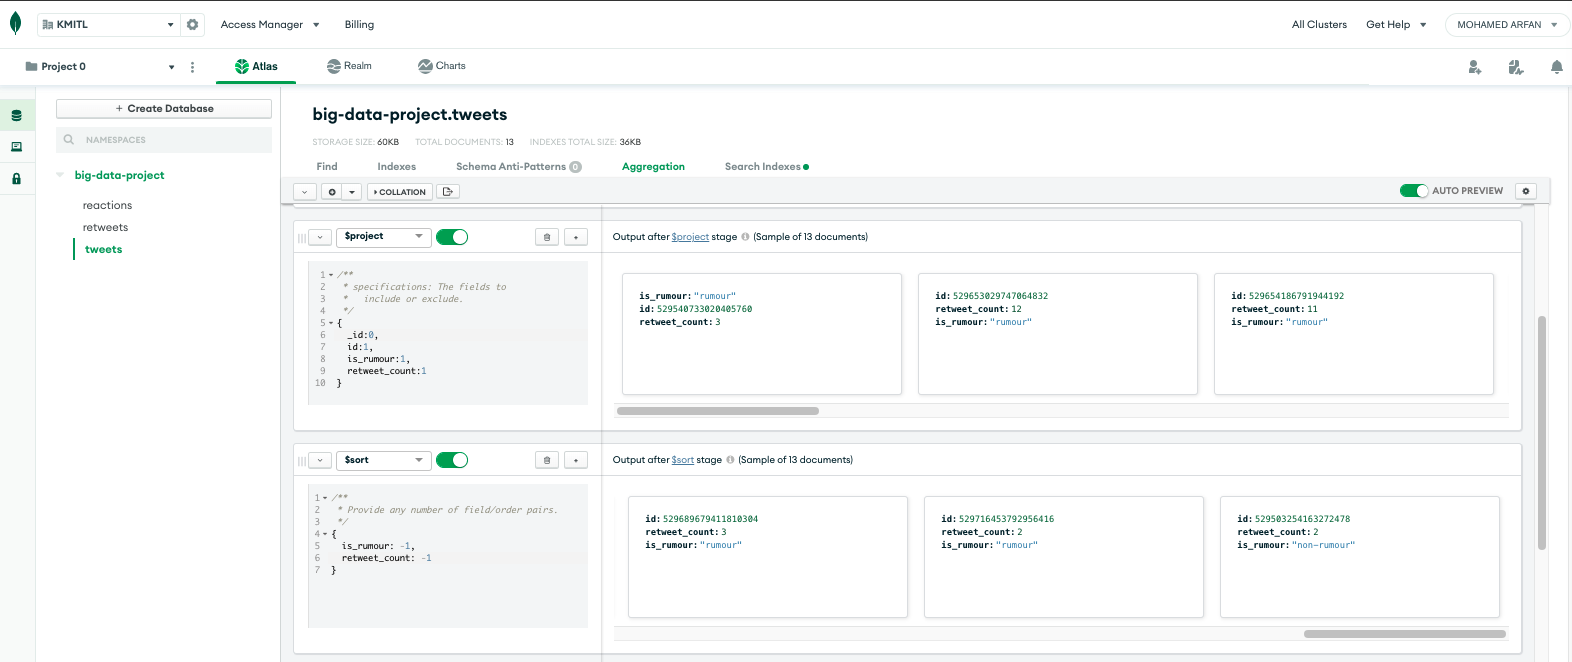 KMITL
Access Manager
Billing
All Clusters
Get Help
MOHAMED ARFAN
Project 0
Atlas
Realm
Charts
+ Create Database
NAMESPACES
big-data-project
reactions
retweets
tweets
big-data-project.tweets
STORAGE SIZE: 60KB TOTAL DOCUMENTS: 13 INDEXES TOTAL SIZE: 36KB
Find Indexes Schema Anti-Patterns 0 Aggregation Search Indexes
COLLATION
AUTO PREVIEW
$project
Output after $project stage (Sample of 13 documents)
1 /**
2 * specifications: The fields to
3 * include or exclude.
4 */
5 {
6 _id:0,
7 id:1,
8 is_rumour:1,
9 retweet_count:1
10 }
is_rumour: "rumour"
id: 529540733020405760
retweet_count: 3
id: 529653029747064832
retweet_count: 12
is_rumour: "rumour"
id: 529654186791944192
retweet_count: 11
is_rumour: "rumour"
$sort
Output after $sort stage (Sample of 13 documents)
1 /**
2 * Provide any number of field/order pairs.
3 */
4 {
5 is_rumour: -1,
6 retweet_count: -1
7 }
id: 529689679411810304
retweet_count: 3
is_rumour: "rumour"
id: 529716453792956416
retweet_count: 2
is_rumour: "rumour"
id: 529503254163272478
retweet_count: 2
is_rumour: "non-rumour"